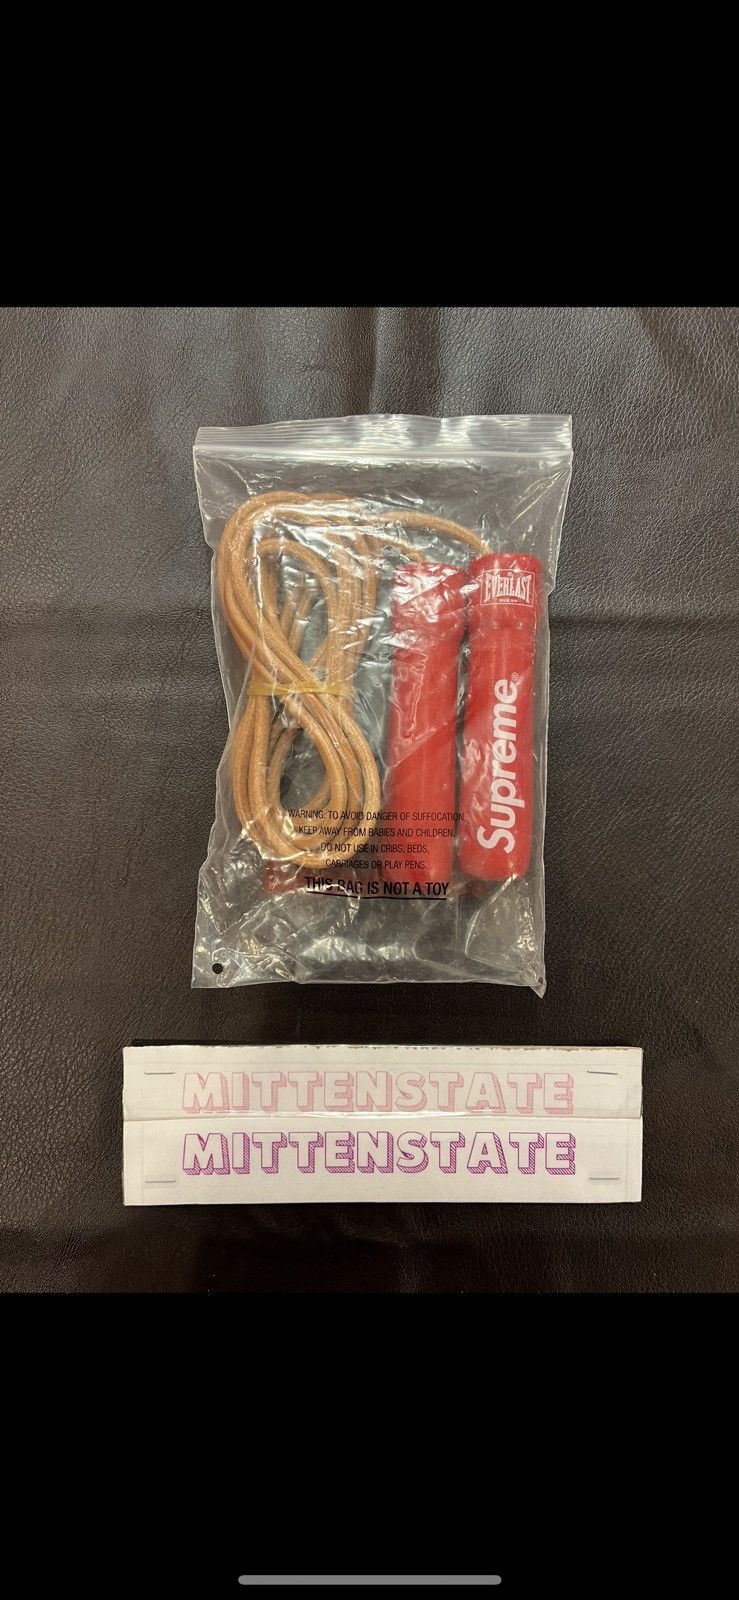 EVERLAST
Supreme®
WARNING: TO AVOID DANGER OF SUFFOCATION,
KEEP AWAY FROM BABIES AND CHILDREN.
DO NOT USE IN CRIBS, BEDS,
CARRIAGES OR PLAY PENS.
THIS BAG IS NOT A TOY
MITTENSTATE
MITTENSTATE